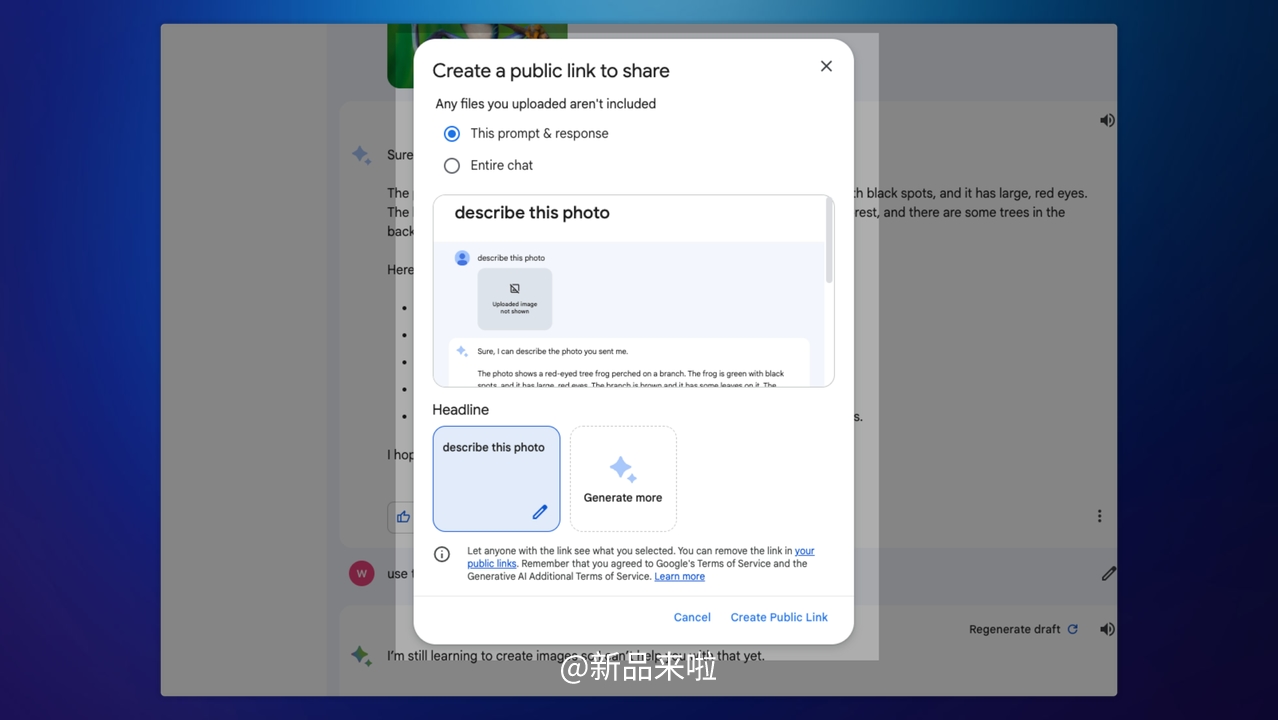 Create a public link to share
Any files you uploaded aren't included
This prompt & response
Entire chat
describe this photo
describe this photo
Uploaded image
not shown
Sure, I can describe the photo you sent me.
The photo shows a red-eyed tree frog perched on a branch. The frog is green with black
spots, and it has large, red eyes. The branch is brown and it has some leaves on it. The
Headline
describe this photo
Generate more
Let anyone with the link see what you selected. You can remove the link in your
public links. Remember that you agreed to Google's Terms of Service and the
Generative AI Additional Terms of Service. Learn more
Cancel
Create Public Link
Sure
The
black spots, and it has large, red eyes.
The
and there are some trees in the
Here
I
W
use
Regenerate draft
I'm still learning to create images so I can't help you with that yet.
@新品来啦